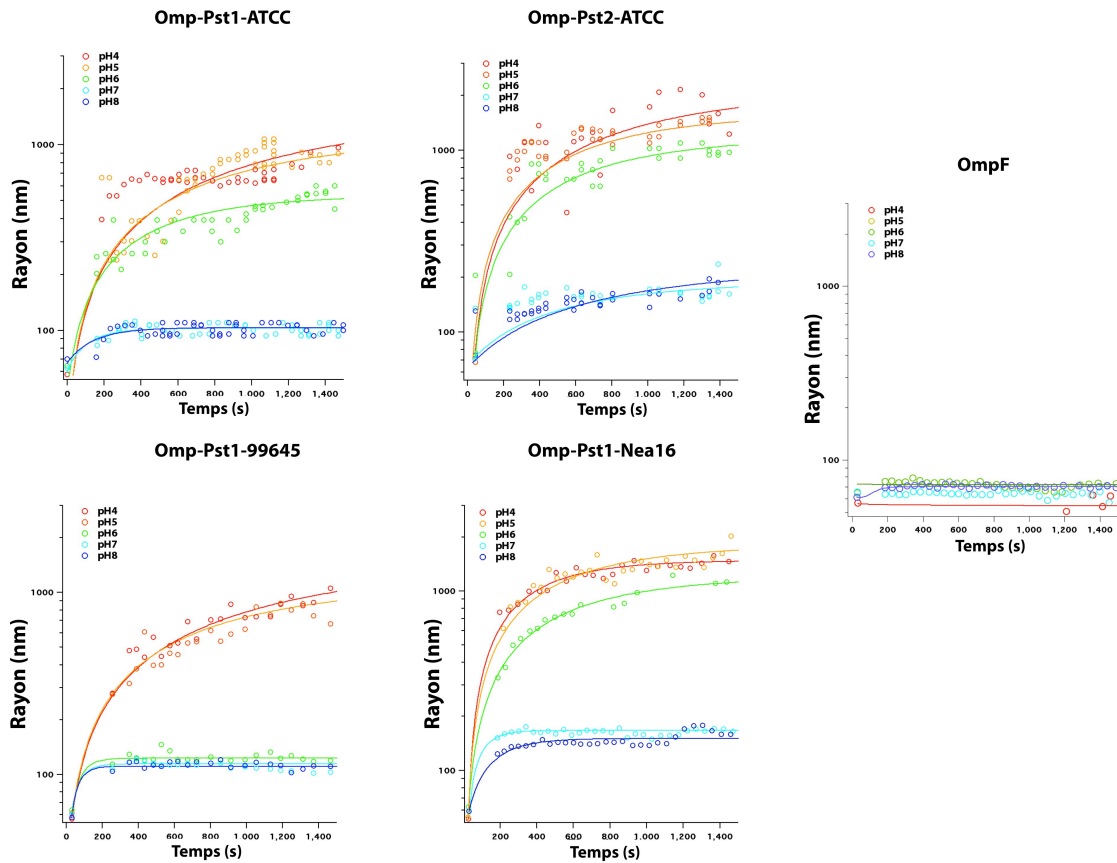 Omp-Pst1-ATCC
Rayon (nm)
1000
100
pH4
pH5
pH6
pH7
pH8
0 200 400 600 800 1.000 1,200 1,400
Temps (s)
Omp-Pst2-ATCC
Rayon (nm)
1000
100
pH4
pH5
pH6
pH7
pH8
0 200 400 600 800 1.000 1,200 1,400
Temps (s)
OmpF
Rayon (nm)
1000
100
pH4
pH5
pH6
pH7
pH8
0 200 400 600 800 1.000 1,200 1,400
Temps (s)
Omp-Pst1-99645
Rayon (nm)
1000
100
pH4
pH5
pH6
pH7
pH8
0 200 400 600 800 1.000 1,200 1,400
Temps (s)
Omp-Pst1-Nea16
Rayon (nm)
1000
100
pH4
pH5
pH6
pH7
pH8
200 400 600 800 1.000 1,200 1,400
Temps (s)